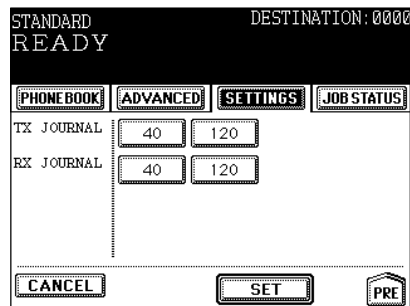 STANDARD DESTINATION:0000
READY
PHONE BOOK ADVANCED SETTINGS JOB STATUS
TX JOURNAL 40 120
RX JOURNAL 40 120
CANCEL SET PRE